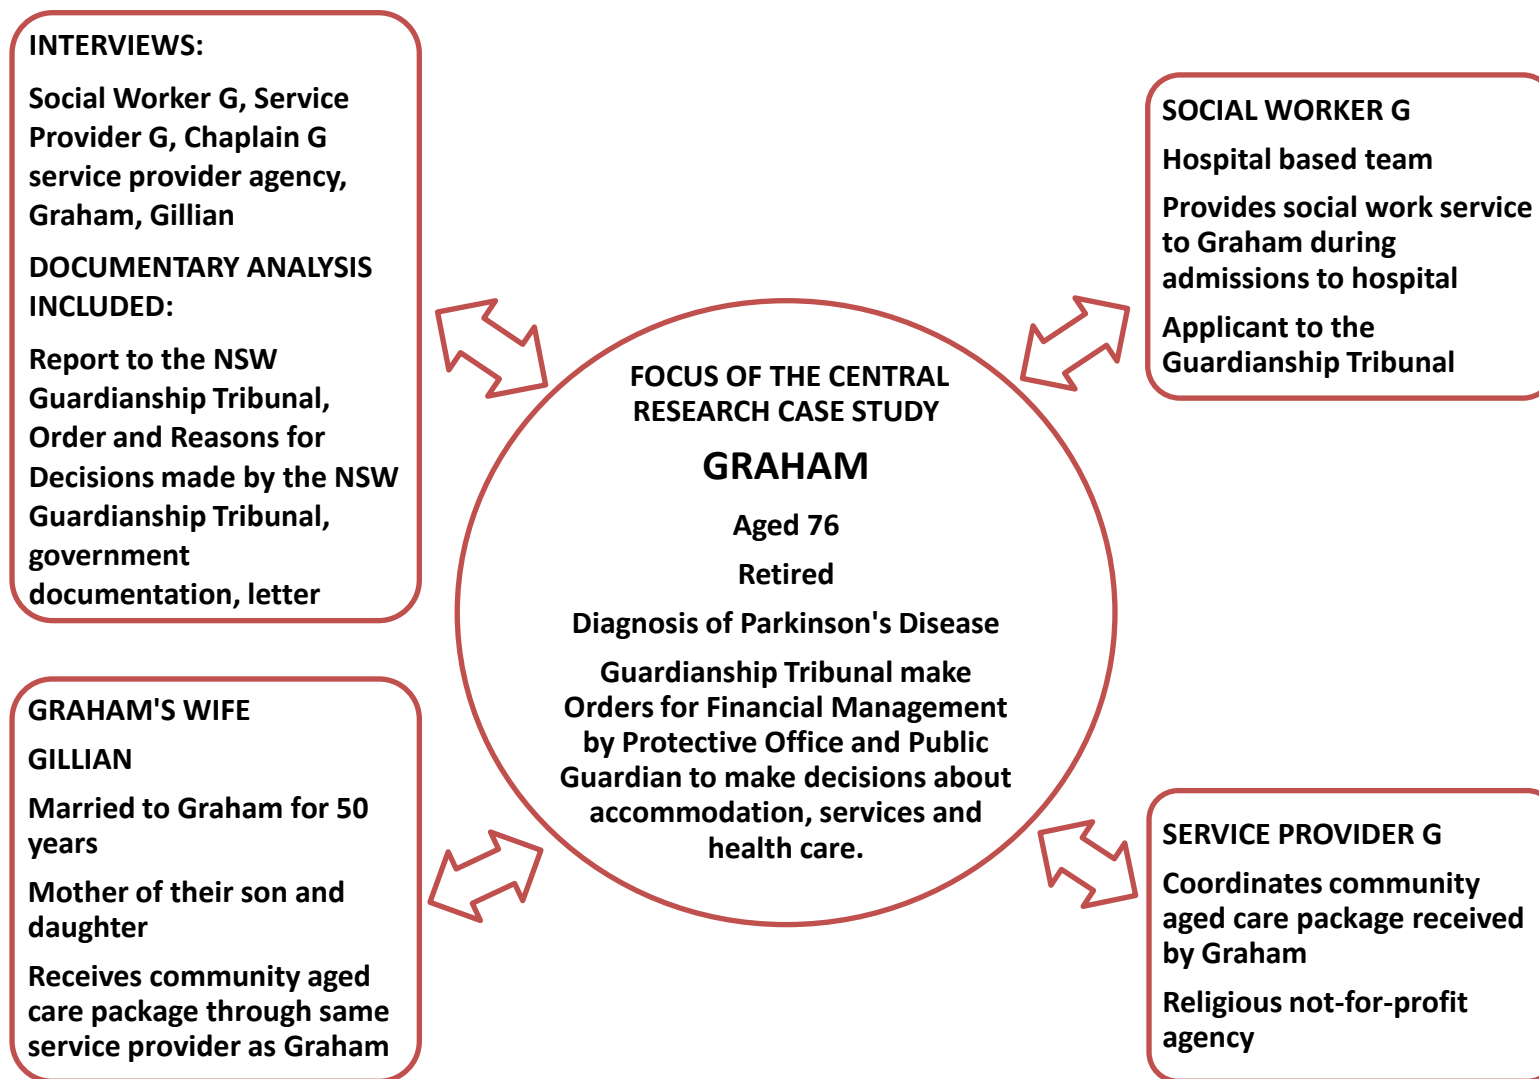 INTERVIEWS:
Social Worker G, Service
Provider G, Chaplain G
service provider agency,
Graham, Gillian
DOCUMENTARY ANALYSIS
INCLUDED:
Report to the NSW
Guardianship Tribunal,
Order and Reasons for
Decisions made by the NSW
Guardianship Tribunal,
government
documentation, letter
GRAHAM'S WIFE
GILLIAN
Married to Graham for 50
years
Mother of their son and
daughter
Receives community aged
care package through same
service provider as Graham
FOCUS OF THE CENTRAL
RESEARCH CASE STUDY
GRAHAM
Aged 76
Retired
Diagnosis of Parkinson's Disease
Guardianship Tribunal make
Orders for Financial Management
by Protective Office and Public
Guardian to make decisions about
accommodation, services and
health care.
SOCIAL WORKER G
Hospital based team
Provides social work service
to Graham during
admissions to hospital
Applicant to the
Guardianship Tribunal
SERVICE PROVIDER G
Coordinates community
aged care package received
by Graham
Religious not-for-profit
agency